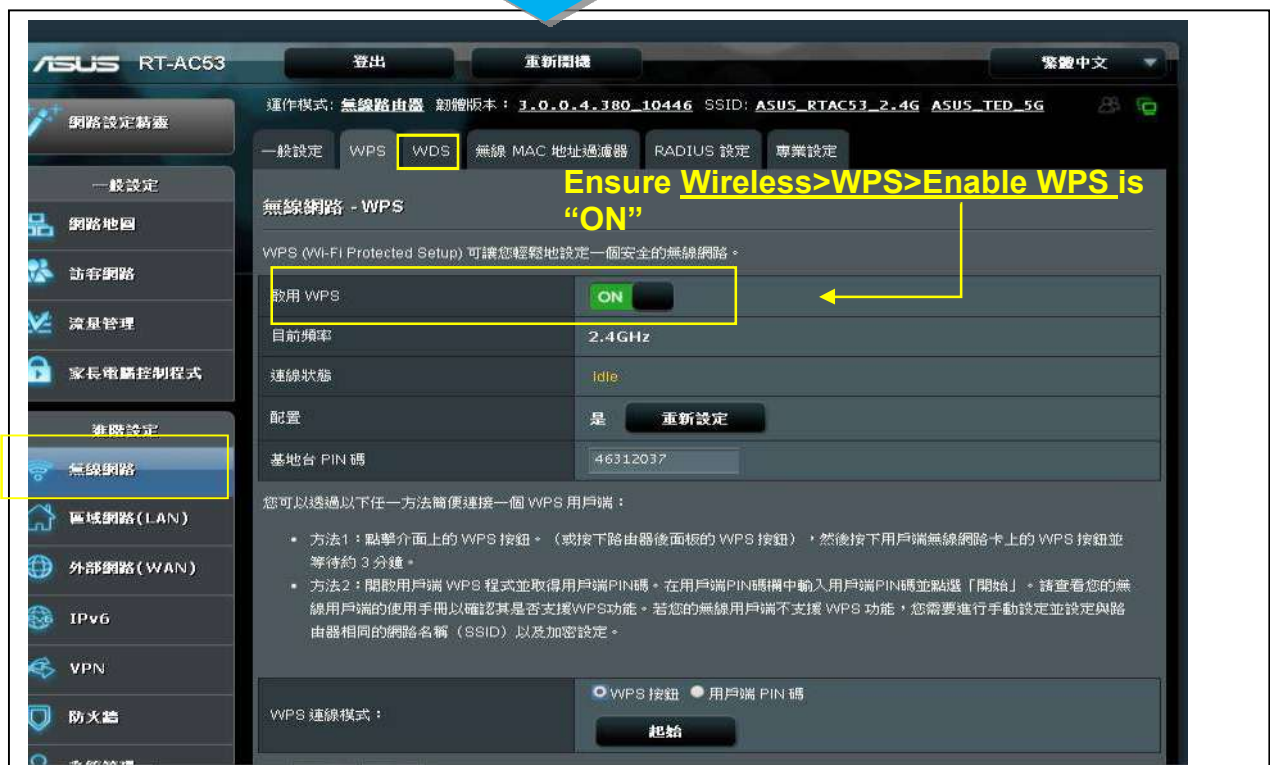 ASUS RT-AC53 登出 重新開機 繁體中文
運作模式: 無線路由器 韌體版本： 3.0.0.4.380_10446 SSID: ASUS_RTAC53_2.4G ASUS_TED_5G
網路設定精靈
一般設定 WPS WDS 無線 MAC 地址過濾器 RADIUS 設定 專業設定
一般設定
網路地圖
訪客網路
流量管理
家長電腦控制程式
進階設定
無線網路
區域網路(LAN)
外部網路(WAN)
IPv6
VPN
防火牆
Ensure Wireless>WPS>Enable WPS is
“ON”
無線網路 - WPS
WPS (Wi-Fi Protected Setup) 可讓您輕鬆地設定一個安全的無線網路。
啟用 WPS ON
目前頻率 2.4GHz
連線狀態 Idle
配置 是 重新設定
基地台 PIN 碼 46312037
您可以透過以下任一方法簡便連接一個 WPS 用戶端：
• 方法1：點擊介面上的 WPS 按鈕。（或按下路由器後面板的 WPS 按鈕），然後按下用戶端無線網路卡上的 WPS 按鈕並
等待約 3 分鐘。
• 方法2：開啟用戶端 WPS 程式並取得用戶端PIN碼。在用戶端PIN碼欄中輸入用戶端PIN碼並點選「開始」。請查看您的無
線用戶端的使用手冊以確認其是否支援WPS功能。若您的無線用戶端不支援 WPS 功能，您需要進行手動設定並設定與路
由器相同的網路名稱（SSID）以及加密設定。
WPS 連線模式： WPS 按鈕 用戶端 PIN 碼
起始